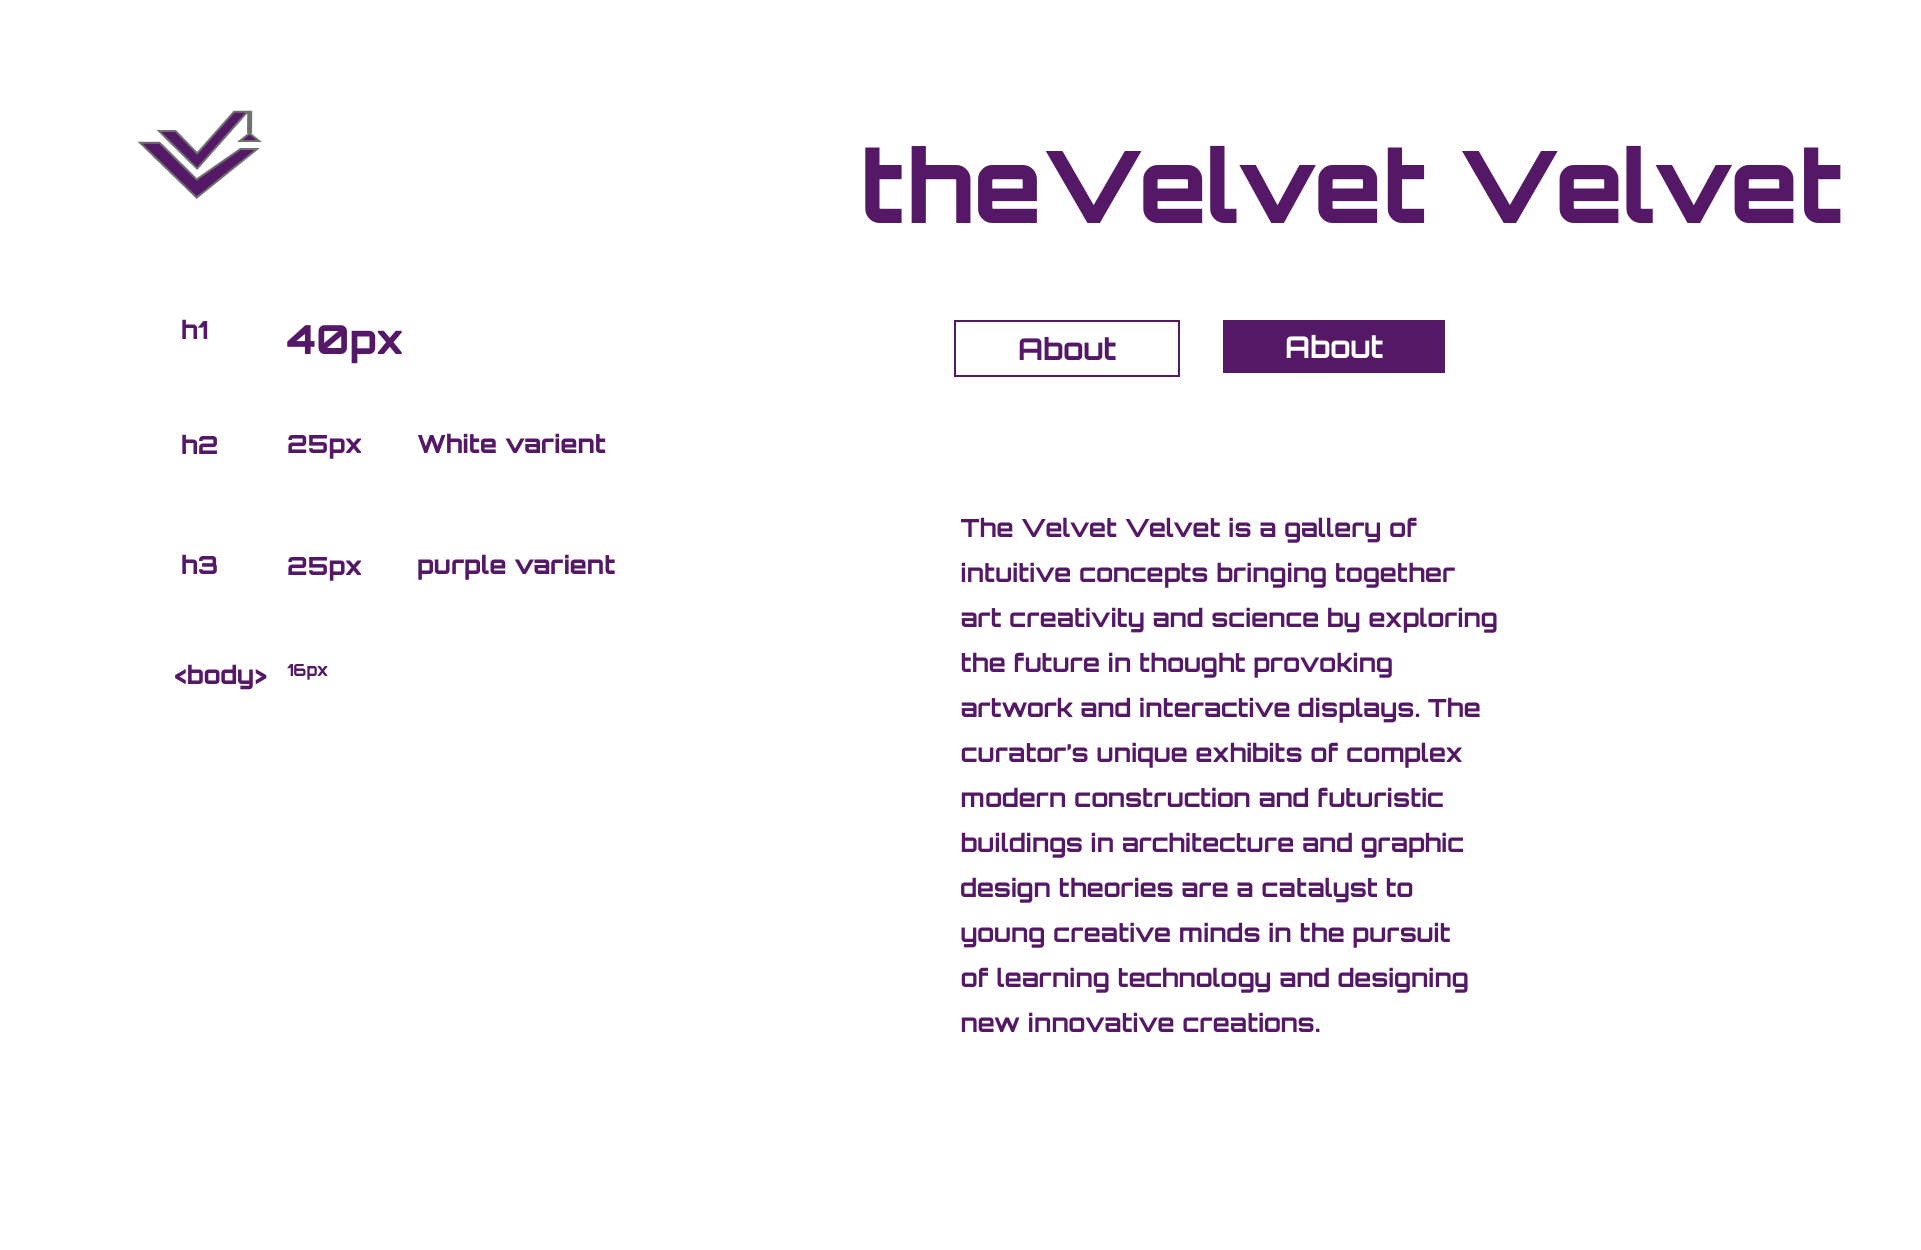 theVelvet Velvet
h1 40px
h2 25px White varient
h3 25px purple varient
<body> 16px
About
About
The Velvet Velvet is a gallery of
intuitive concepts bringing together
art creativity and science by exploring
the future in thought provoking
artwork and interactive displays. The
curator’s unique exhibits of complex
modern construction and futuristic
buildings in architecture and graphic
design theories are a catalyst to
young creative minds in the pursuit
of learning technology and designing
new innovative creations.